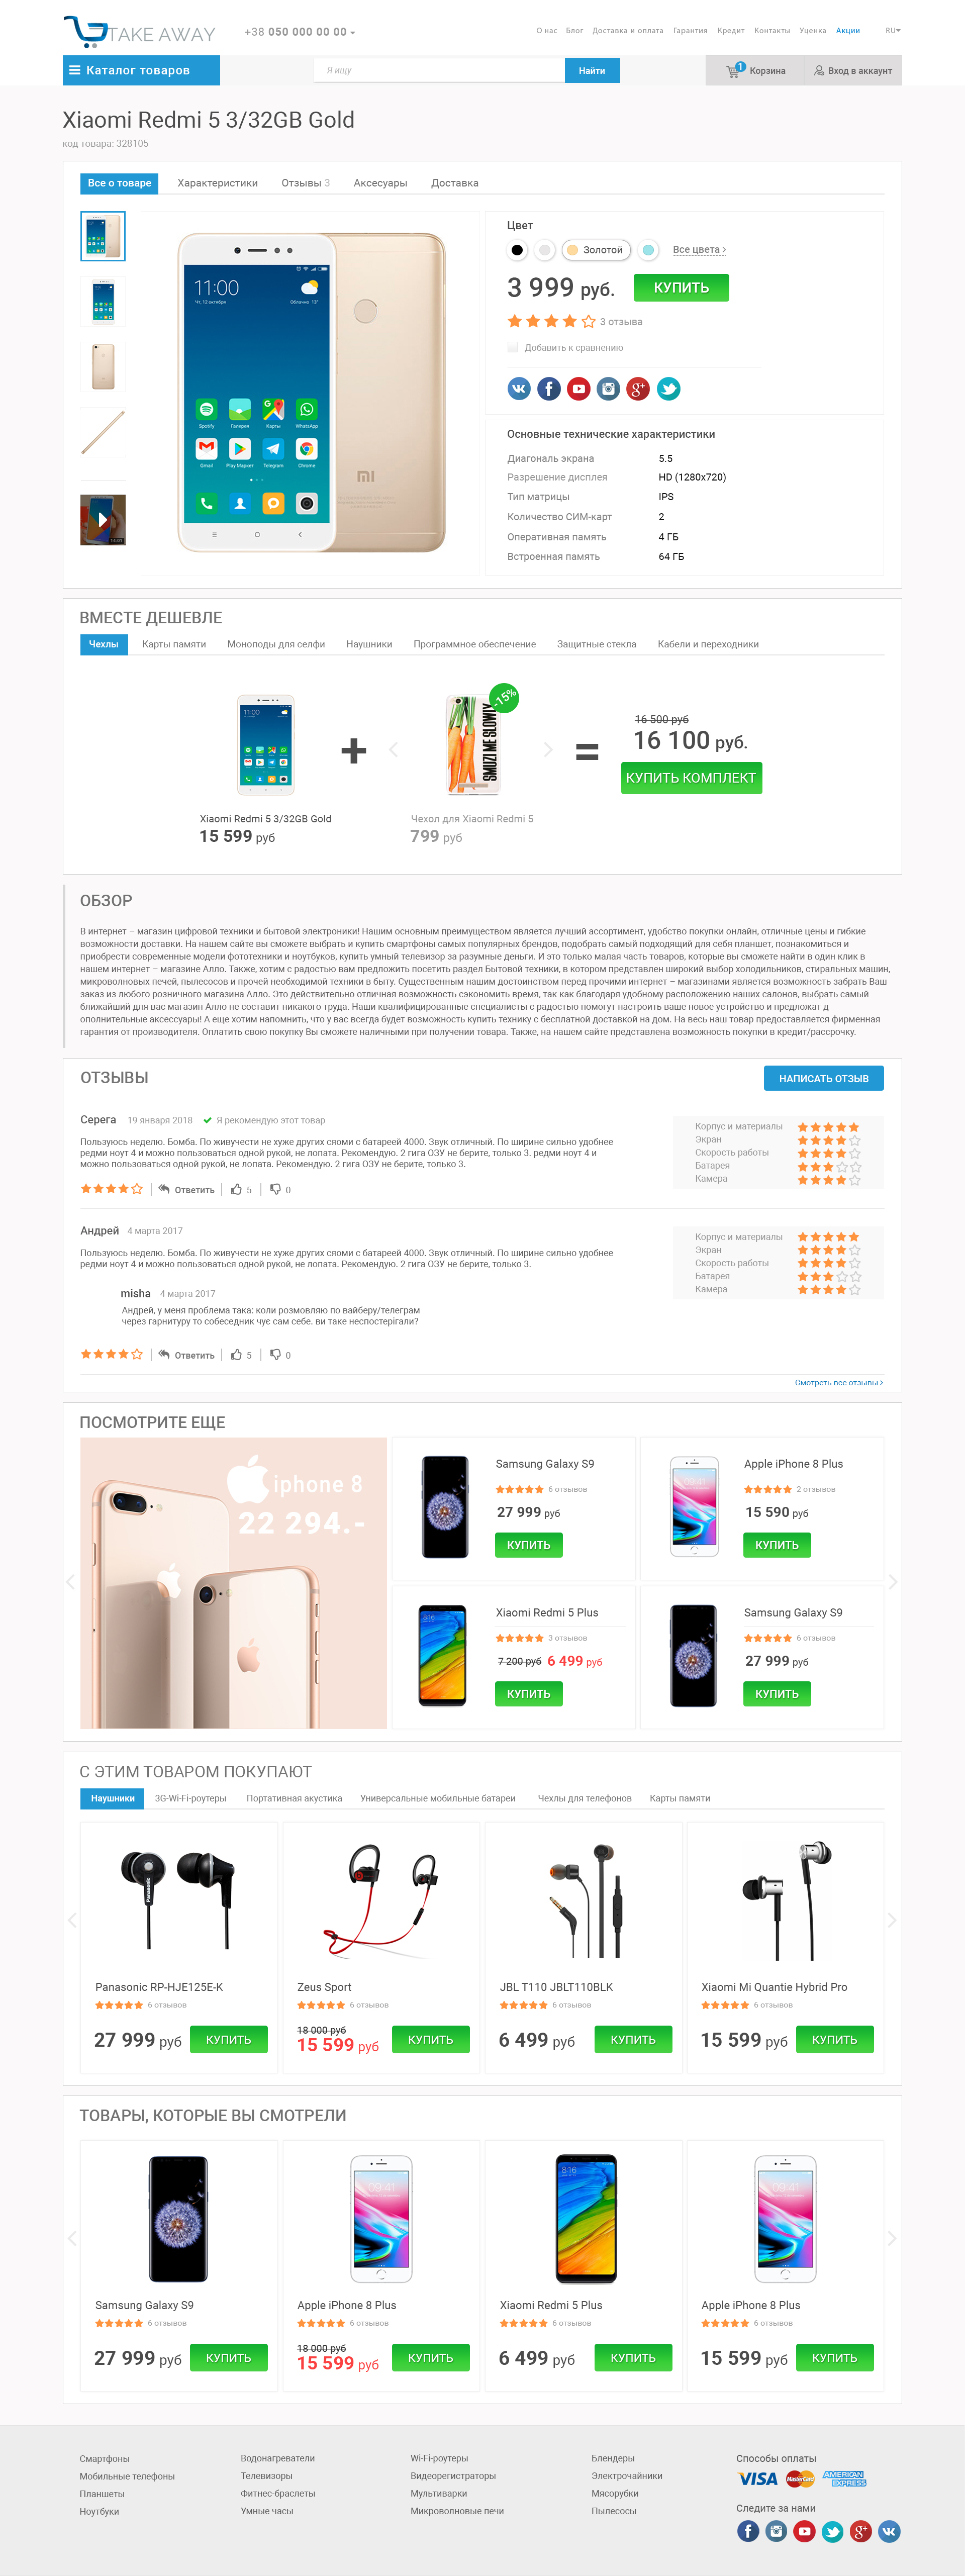 TAKE AWAY
+38 050 000 00 00
О нас Блог Доставка и оплата Гарантия Кредит Контакты Уценка Акции RU
Каталог товаров
Я ищу
Найти
1 Корзина
Вход в аккаунт
Xiaomi Redmi 5 3/32GB Gold
код товара: 328105
Все о товаре Характеристики Отзывы 3 Аксесуары Доставка
Цвет
Золотой
Все цвета
3 999 руб.
КУПИТЬ
3 отзыва
Добавить к сравнению
11:00
Чт, 12 октября
Облачно 13°
Spotify Галерея Карты WhatsApp
Gmail Play Маркет Telegram Chrome
Основные технические характеристики
Диагональ экрана 5.5
Разрешение дисплея HD (1280x720)
Тип матрицы IPS
Количество СИМ-карт 2
Оперативная память 4 ГБ
Встроенная память 64 ГБ
ВМЕСТЕ ДЕШЕВЛЕ
Чехлы Карты памяти Моноподы для селфи Наушники Программное обеспечение Защитные стекла Кабели и переходники
11:00
-15%
SMUZI ME SLOWLY
+
=
16 500 руб
16 100 руб.
КУПИТЬ КОМПЛЕКТ
Xiaomi Redmi 5 3/32GB Gold
15 599 руб
Чехол для Xiaomi Redmi 5
799 руб
ОБЗОР
В интернет – магазин цифровой техники и бытовой электроники! Нашим основным преимуществом является лучший ассортимент, удобство покупки онлайн, отличные цены и гибкие
возможности доставки. На нашем сайте вы сможете выбрать и купить смартфоны самых популярных брендов, подобрать самый подходящий для себя планшет, познакомиться и
приобрести современные модели фототехники и ноутбуков, купить умный телевизор за разумные деньги. И это только малая часть товаров, которые вы сможете найти в один клик в
нашем интернет – магазине Алло. Также, хотим с радостью вам предложить посетить раздел Бытовой техники, в котором представлен широкий выбор холодильников, стиральных машин,
микроволновых печей, пылесосов и прочей необходимой техники в быту. Существенным нашим достоинством перед прочими интернет – магазинами является возможность забрать Ваш
заказ из любого розничного магазина Алло. Это действительно отличная возможность сэкономить время, так как благодаря удобному расположению наших салонов, выбрать самый
ближайший для вас магазин Алло не составит никакого труда. Наши квалифицированные специалисты с радостью помогут настроить ваше новое устройство и предложат д
ополнительные аксессуары! А еще хотим напомнить, что у вас всегда будет возможность купить технику с бесплатной доставкой на дом. На весь наш товар предоставляется фирменная
гарантия от производителя. Оплатить свою покупку Вы сможете наличными при получении товара. Также, на нашем сайте представлена возможность покупки в кредит/рассрочку.
ОТЗЫВЫ
НАПИСАТЬ ОТЗЫВ
Серега 19 января 2018 Я рекомендую этот товар
Пользуюсь неделю. Бомба. По живучести не хуже других сяоми с батареей 4000. Звук отличный. По ширине сильно удобнее
редми ноут 4 и можно пользоваться одной рукой, не лопата. Рекомендую. 2 гига ОЗУ не берите, только 3. редми ноут 4 и
можно пользоваться одной рукой, не лопата. Рекомендую. 2 гига ОЗУ не берите, только 3.
Ответить 5 0
Корпус и материалы
Экран
Скорость работы
Батарея
Камера
Андрей 4 марта 2017
Пользуюсь неделю. Бомба. По живучести не хуже других сяоми с батареей 4000. Звук отличный. По ширине сильно удобнее
редми ноут 4 и можно пользоваться одной рукой, не лопата. Рекомендую. 2 гига ОЗУ не берите, только 3.
Корпус и материалы
Экран
Скорость работы
Батарея
Камера
misha 4 марта 2017
Андрей, у меня проблема така: коли розмовляю по вайберу/телеграм
через гарнитуру то собеседник чує сам себе. ви таке неспостерігали?
Ответить 5 0
Смотреть все отзывы
ПОСМОТРИТЕ ЕЩЕ
iphone 8
22 294.-
Samsung Galaxy S9
6 отзывов
27 999 руб
КУПИТЬ
Apple iPhone 8 Plus
2 отзывов
15 590 руб
КУПИТЬ
Xiaomi Redmi 5 Plus
3 отзывов
7 200 руб 6 499 руб
КУПИТЬ
Samsung Galaxy S9
6 отзывов
27 999 руб
КУПИТЬ
С ЭТИМ ТОВАРОМ ПОКУПАЮТ
Наушники 3G-Wi-Fi-роутеры Портативная акустика Универсальные мобильные батареи Чехлы для телефонов Карты памяти
Panasonic
Panasonic RP-HJE125E-K
6 отзывов
27 999 руб
КУПИТЬ
Zeus Sport
6 отзывов
18 000 руб
15 599 руб
КУПИТЬ
JBL T110 JBLT110BLK
6 отзывов
6 499 руб
КУПИТЬ
Xiaomi Mi Quantie Hybrid Pro
6 отзывов
15 599 руб
КУПИТЬ
ТОВАРЫ, КОТОРЫЕ ВЫ СМОТРЕЛИ
09:41
8:16
09:41
Samsung Galaxy S9
6 отзывов
27 999 руб
КУПИТЬ
Apple iPhone 8 Plus
6 отзывов
18 000 руб
15 599 руб
КУПИТЬ
Xiaomi Redmi 5 Plus
6 отзывов
6 499 руб
КУПИТЬ
Apple iPhone 8 Plus
6 отзывов
15 599 руб
КУПИТЬ
Смартфоны
Мобильные телефоны
Планшеты
Ноутбуки
Водонагреватели
Телевизоры
Фитнес-браслеты
Умные часы
Wi-Fi-роутеры
Видеорегистраторы
Мультиварки
Микроволновые печи
Блендеры
Электрочайники
Мясорубки
Пылесосы
Способы оплаты
VISA MasterCard AMERICAN EXPRESS
Следите за нами